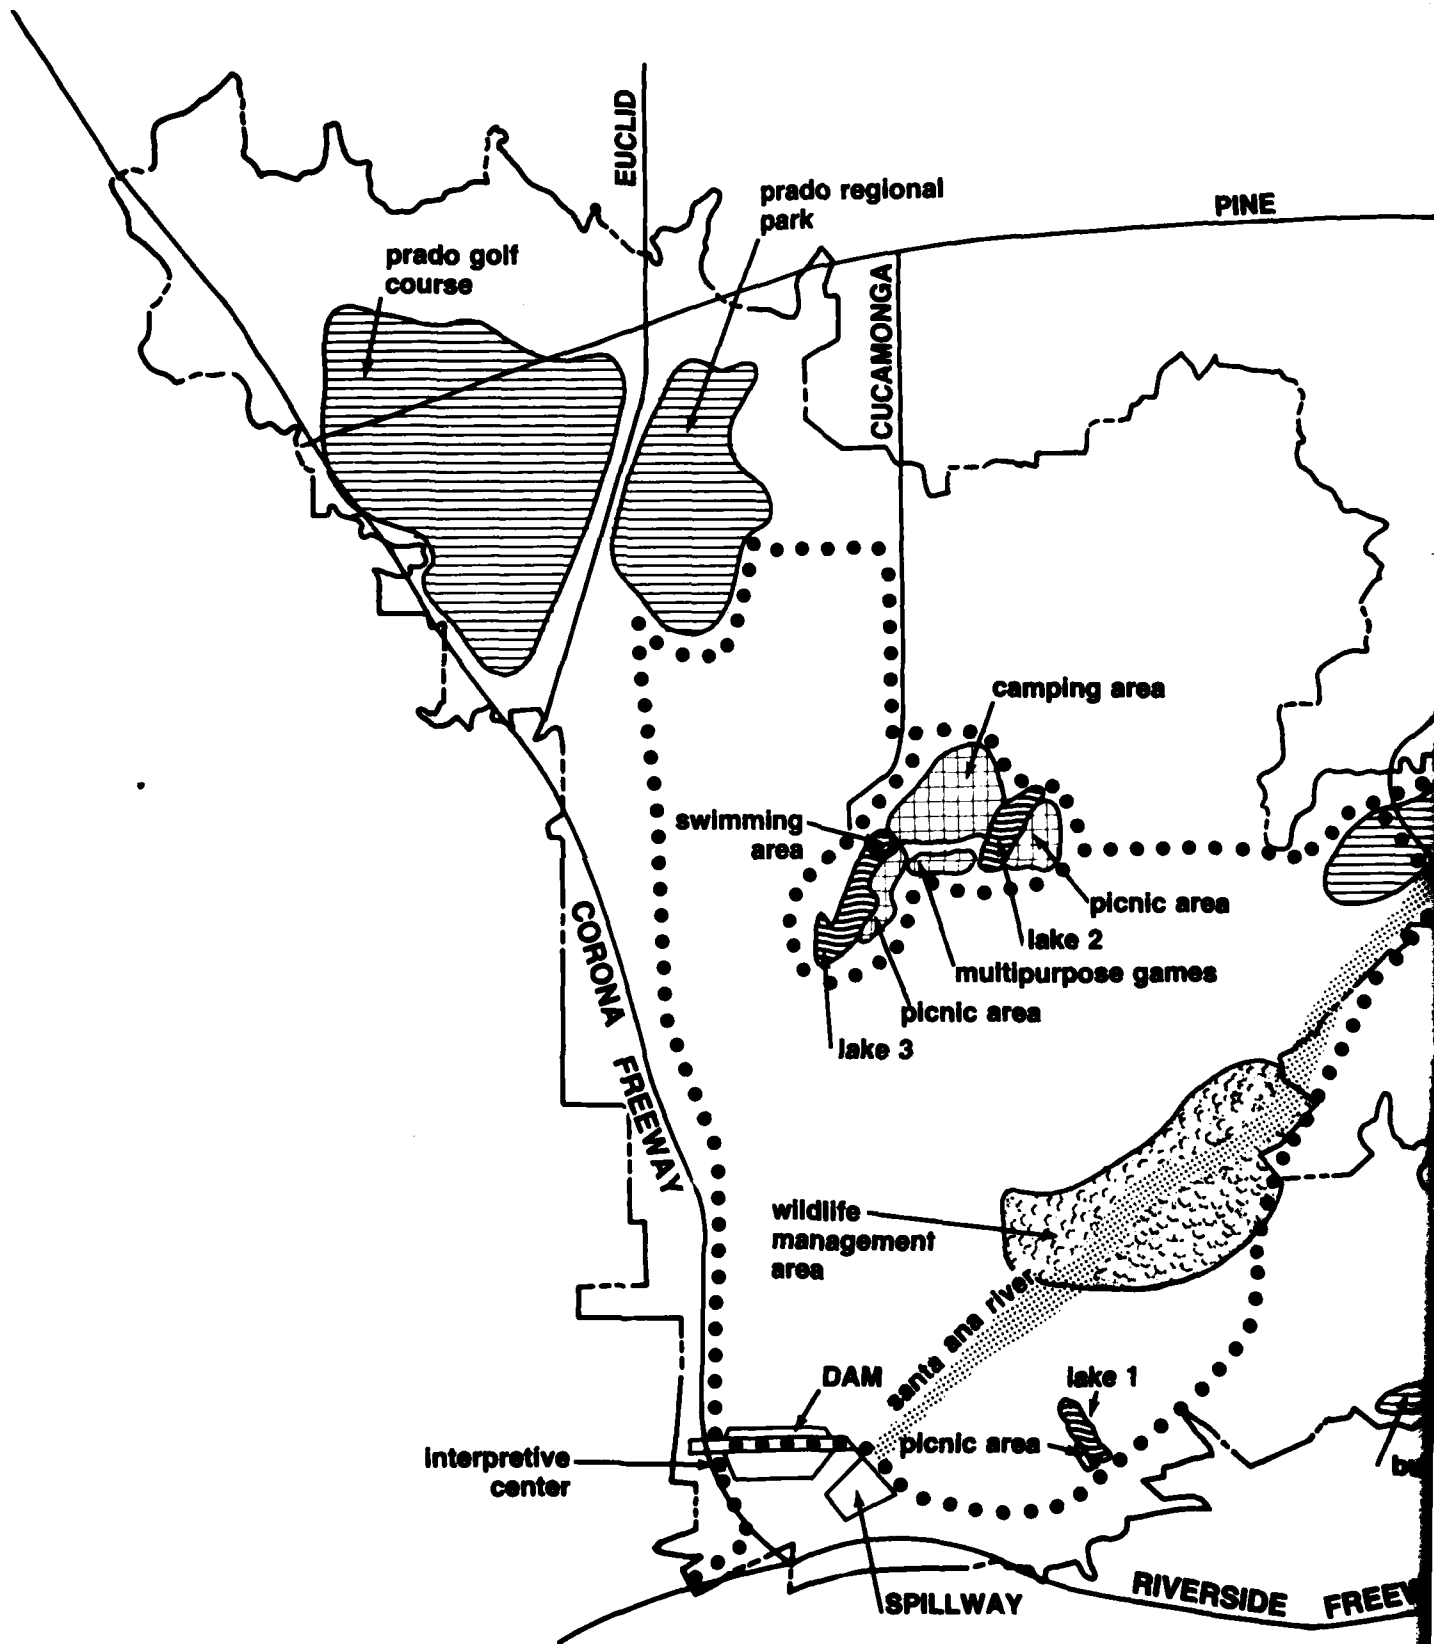 EUCLID
prado regional
park
PINE
prado golf
course
CUCAMONGA
camping area
swimming
area
picnic area
lake 2
multipurpose games
picnic area
lake 3
CORONA FREEWAY
wildlife
management
area
santa ana river
DAM
lake 1
picnic area
interpretive
center
SPILLWAY
RIVERSIDE